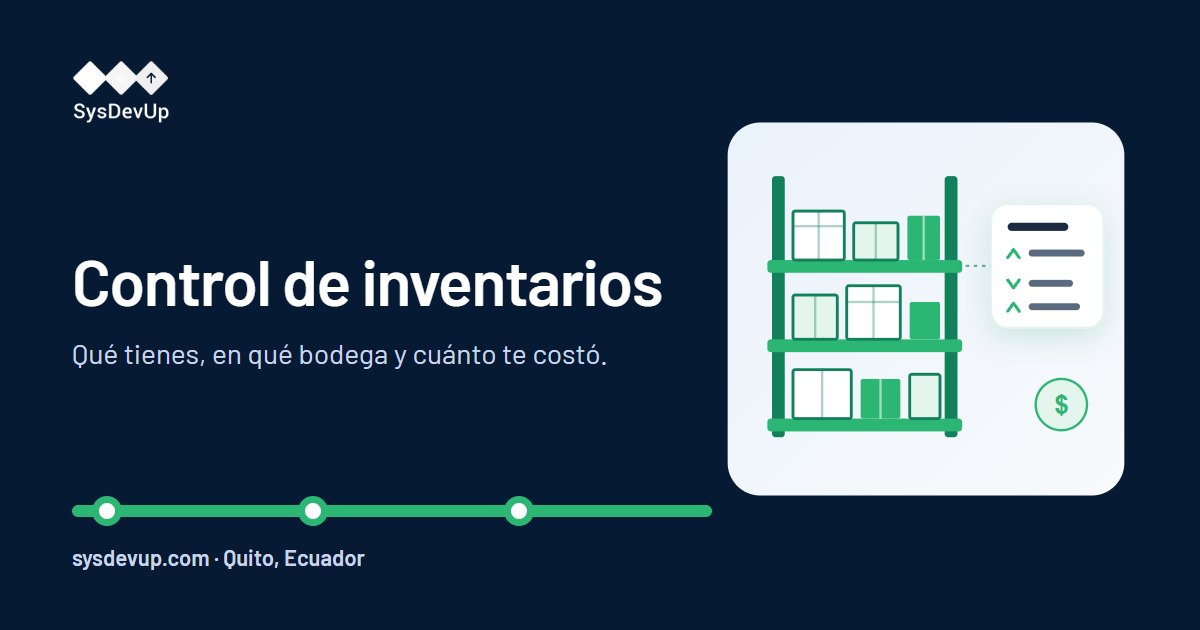 SysDevUp
Control de inventarios
Qué tienes, en qué bodega y cuánto te costó.
$
sysdevup.com · Quito, Ecuador